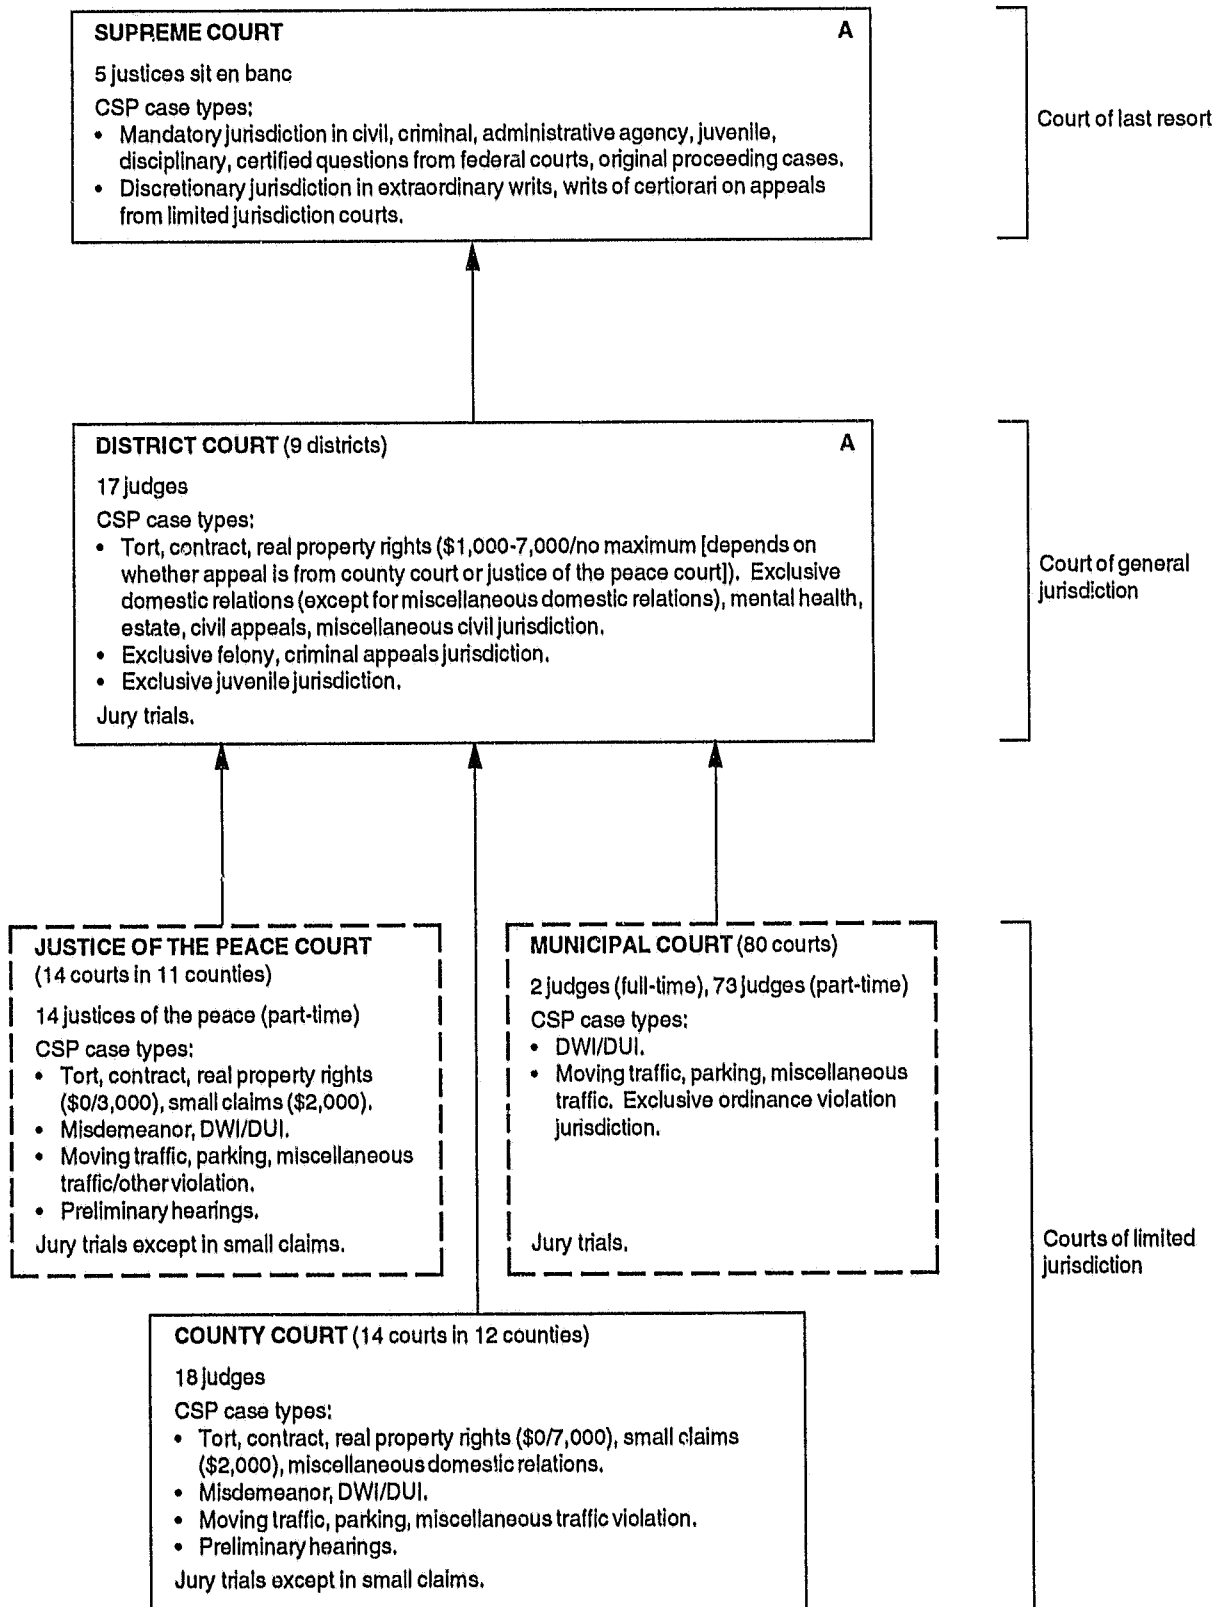 SUPREME COURT A
5 justices sit en banc
CSP case types:
• Mandatory jurisdiction in civil, criminal, administrative agency, juvenile,
disciplinary, certified questions from federal courts, original proceeding cases.
• Discretionary jurisdiction in extraordinary writs, writs of certiorari on appeals
from limited jurisdiction courts.
Court of last resort
DISTRICT COURT (9 districts) A
17 judges
CSP case types:
• Tort, contract, real property rights ($1,000-7,000/no maximum [depends on
whether appeal is from county court or justice of the peace court]). Exclusive
domestic relations (except for miscellaneous domestic relations), mental health,
estate, civil appeals, miscellaneous civil jurisdiction.
• Exclusive felony, criminal appeals jurisdiction.
• Exclusive juvenile jurisdiction.
Jury trials.
Court of general
jurisdiction
JUSTICE OF THE PEACE COURT
(14 courts in 11 counties)
14 justices of the peace (part-time)
CSP case types:
• Tort, contract, real property rights
($0/3,000), small claims ($2,000).
• Misdemeanor, DWI/DUI.
• Moving traffic, parking, miscellaneous
traffic/other violation.
• Preliminary hearings.
Jury trials except in small claims.
MUNICIPAL COURT (80 courts)
2 judges (full-time), 73 judges (part-time)
CSP case types:
• DWI/DUI.
• Moving traffic, parking, miscellaneous
traffic. Exclusive ordinance violation
jurisdiction.
Jury trials.
Courts of limited
jurisdiction
COUNTY COURT (14 courts in 12 counties)
18 judges
CSP case types:
• Tort, contract, real property rights ($0/7,000), small claims
($2,000), miscellaneous domestic relations.
• Misdemeanor, DWI/DUI.
• Moving traffic, parking, miscellaneous traffic violation.
• Preliminary hearings.
Jury trials except in small claims.